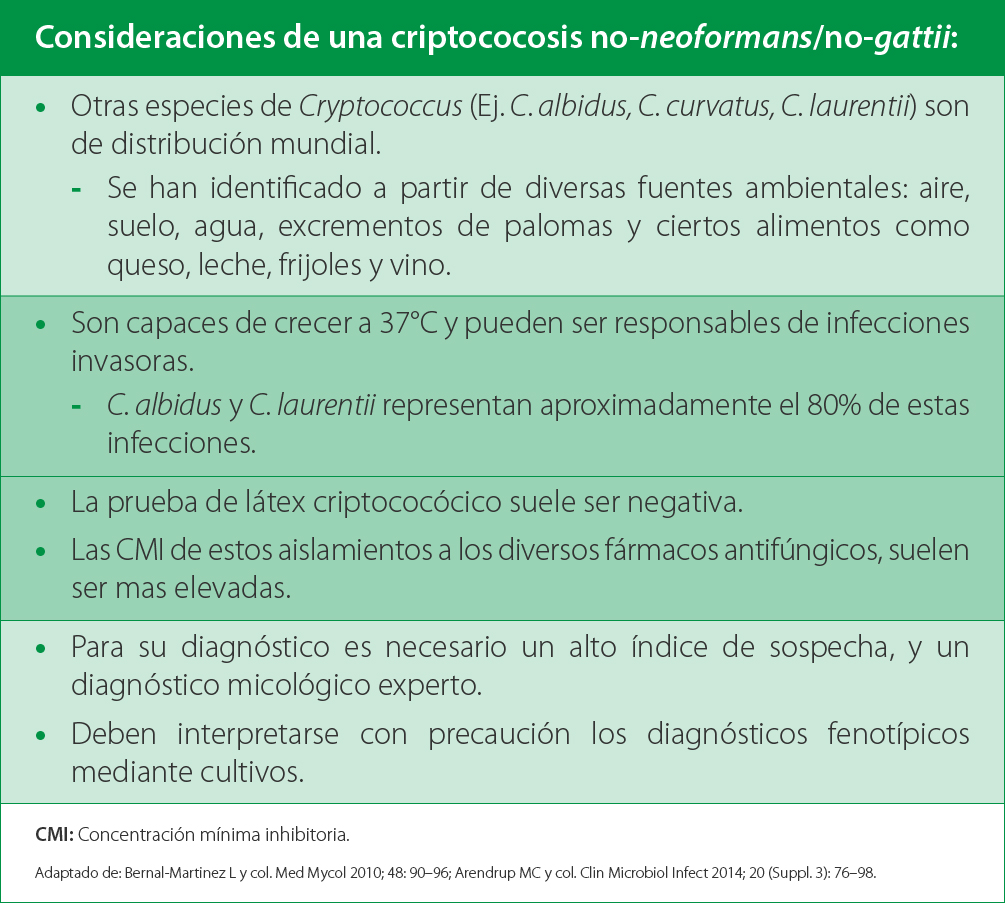 Consideraciones de una criptococosis no-neoformans/no-gattii:
• Otras especies de Cryptococcus (Ej. C. albidus, C. curvatus, C. laurentii) son
de distribución mundial.
- Se han identificado a partir de diversas fuentes ambientales: aire,
suelo, agua, excrementos de palomas y ciertos alimentos como
queso, leche, frijoles y vino.
• Son capaces de crecer a 37°C y pueden ser responsables de infecciones
invasoras.
- C. albidus y C. laurentii representan aproximadamente el 80% de estas
infecciones.
• La prueba de látex criptococócico suele ser negativa.
• Las CMI de estos aislamientos a los diversos fármacos antifúngicos, suelen
ser mas elevadas.
• Para su diagnóstico es necesario un alto índice de sospecha, y un
diagnóstico micológico experto.
• Deben interpretarse con precaución los diagnósticos fenotípicos
mediante cultivos.
CMI: Concentración mínima inhibitoria.
Adaptado de: Bernal-Martinez L y col. Med Mycol 2010; 48: 90–96; Arendrup MC y col. Clin Microbiol Infect 2014; 20 (Suppl. 3): 76–98.